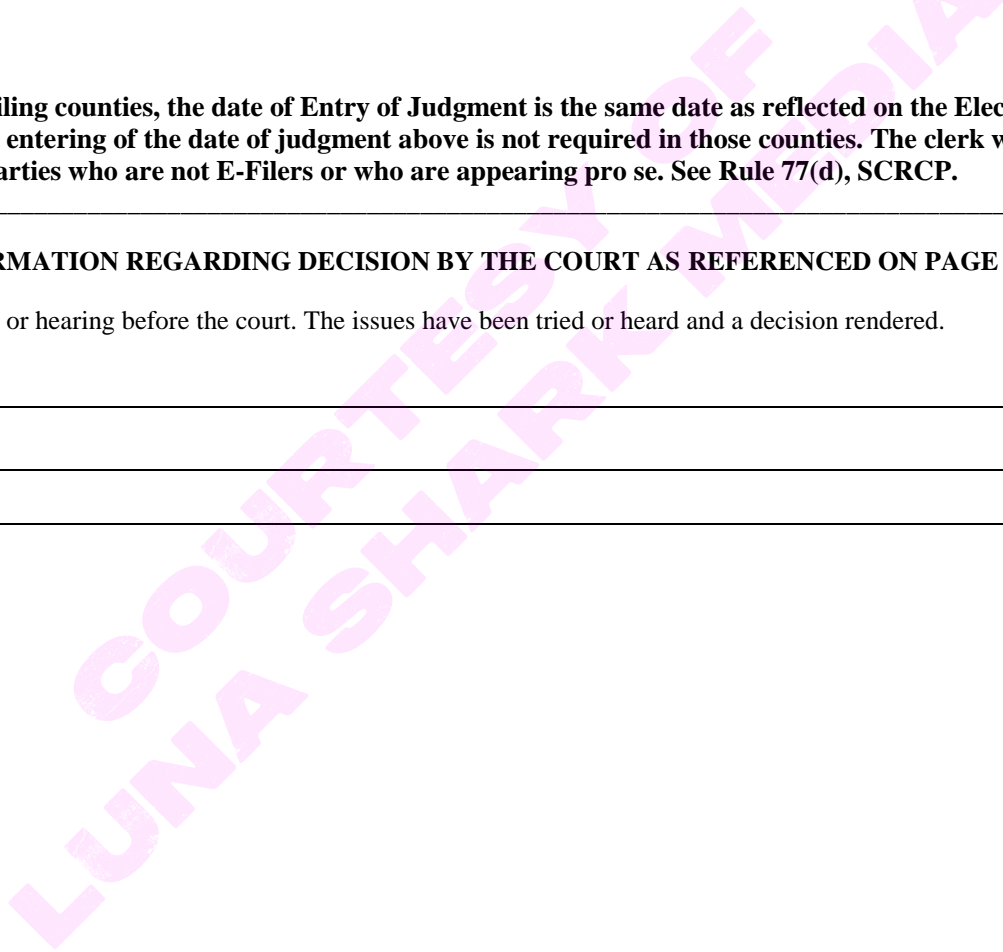 iling counties, the date of Entry of Judgment is the same date as reflected on the Elec
entering of the date of judgment above is not required in those counties. The clerk w
arties who are not E-Filers or who are appearing pro se. See Rule 77(d), SCRCP.
RMATION REGARDING DECISION BY THE COURT AS REFERENCED ON PAGE
or hearing before the court. The issues have been tried or heard and a decision rendered.
COURTESY OF
LUNA SHARK MEDIA